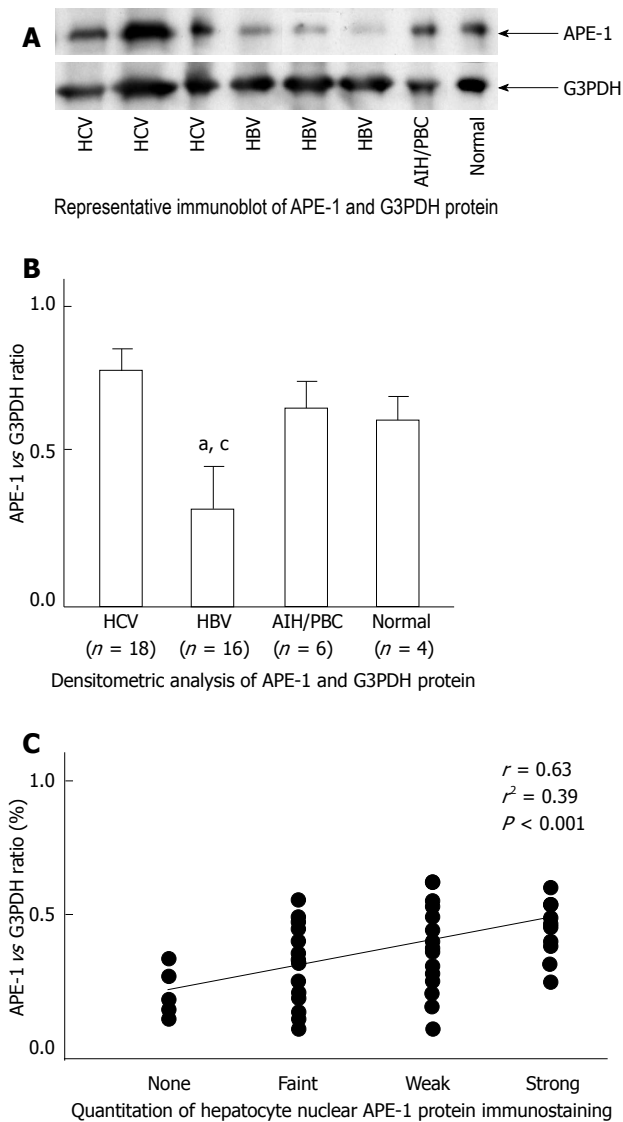 A
APE-1
G3PDH
HCV
HCV
HCV
HBV
HBV
HBV
AIH/PBC
Normal
Representative immunoblot of APE-1 and G3PDH protein
B
APE-1 vs G3PDH ratio
1.0
0.5
0.0
a, c
HCV HBV AIH/PBC Normal
(n = 18) (n = 16) (n = 6) (n = 4)
Densitometric analysis of APE-1 and G3PDH protein
C
APE-1 vs G3PDH ratio (%)
1.0
0.5
0.0
r = 0.63
r² = 0.39
P < 0.001
None Faint Weak Strong
Quantitation of hepatocyte nuclear APE-1 protein immunostaining